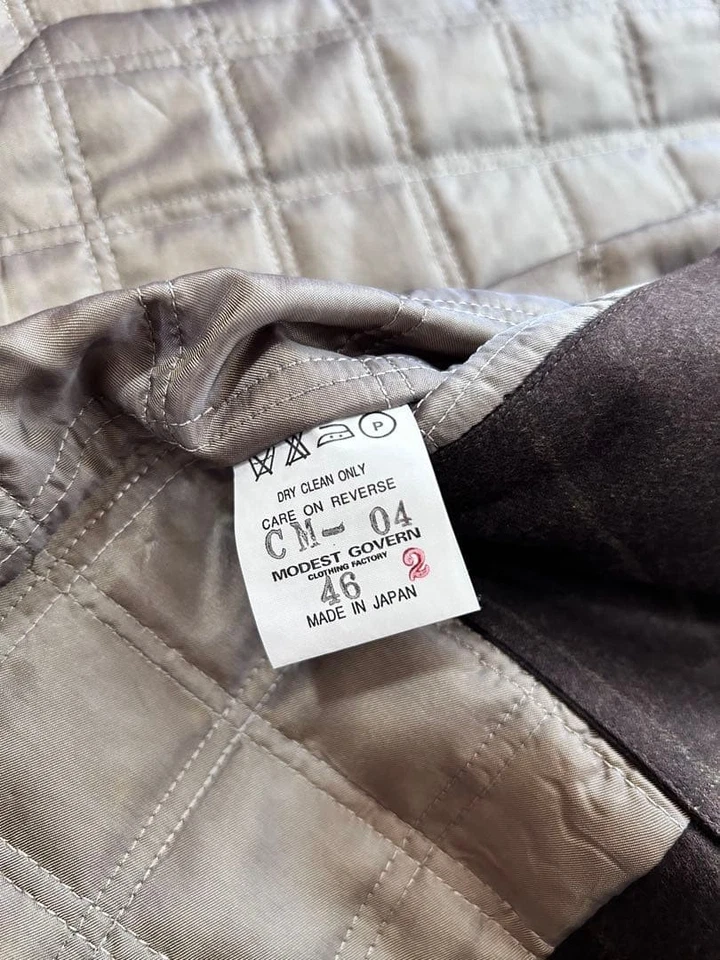 P
DRY CLEAN ONLY
CARE ON REVERSE
CM- 04
MODEST GOVERN
CLOTHING FACTORY
46 2
MADE IN JAPAN